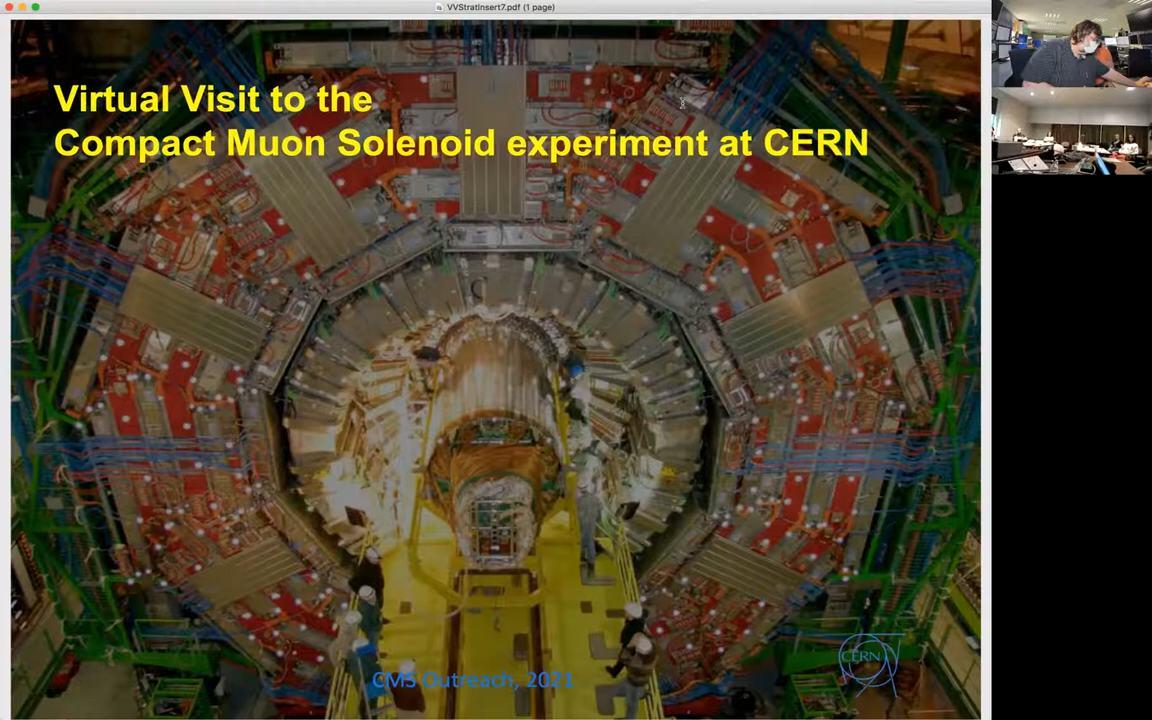 VVStratInsert7.pdf (1 page)
Virtual Visit to the
Compact Muon Solenoid experiment at CERN
CMS Outreach, 2021
CERN